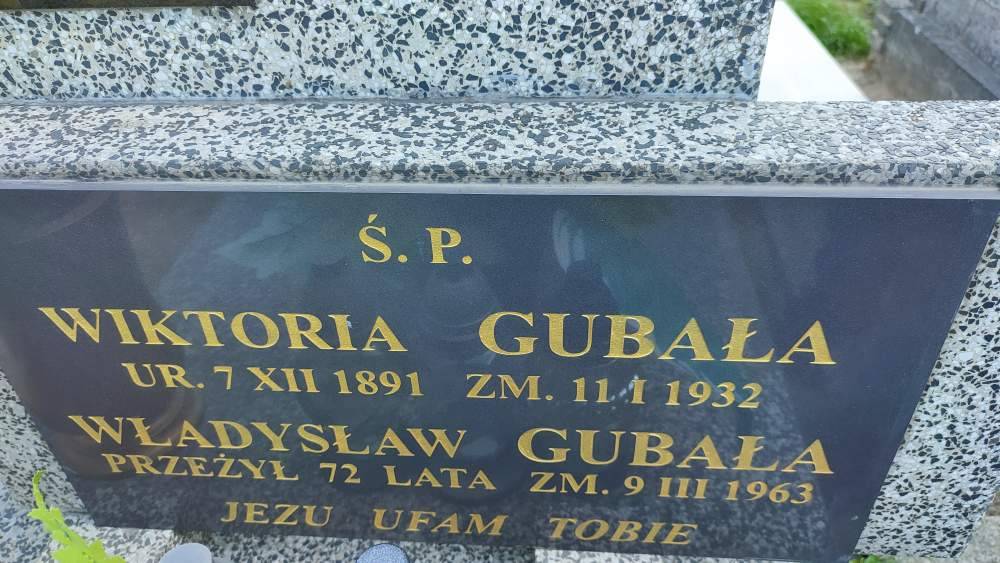 Ś. P.
WIKTORIA GUBAŁA
UR. 7 XII 1891 ZM. 11 I 1932
WŁADYSŁAW GUBAŁA
PRZEŻYŁ 72 LATA ZM. 9 III 1963
JEZU UFAM TOBIE